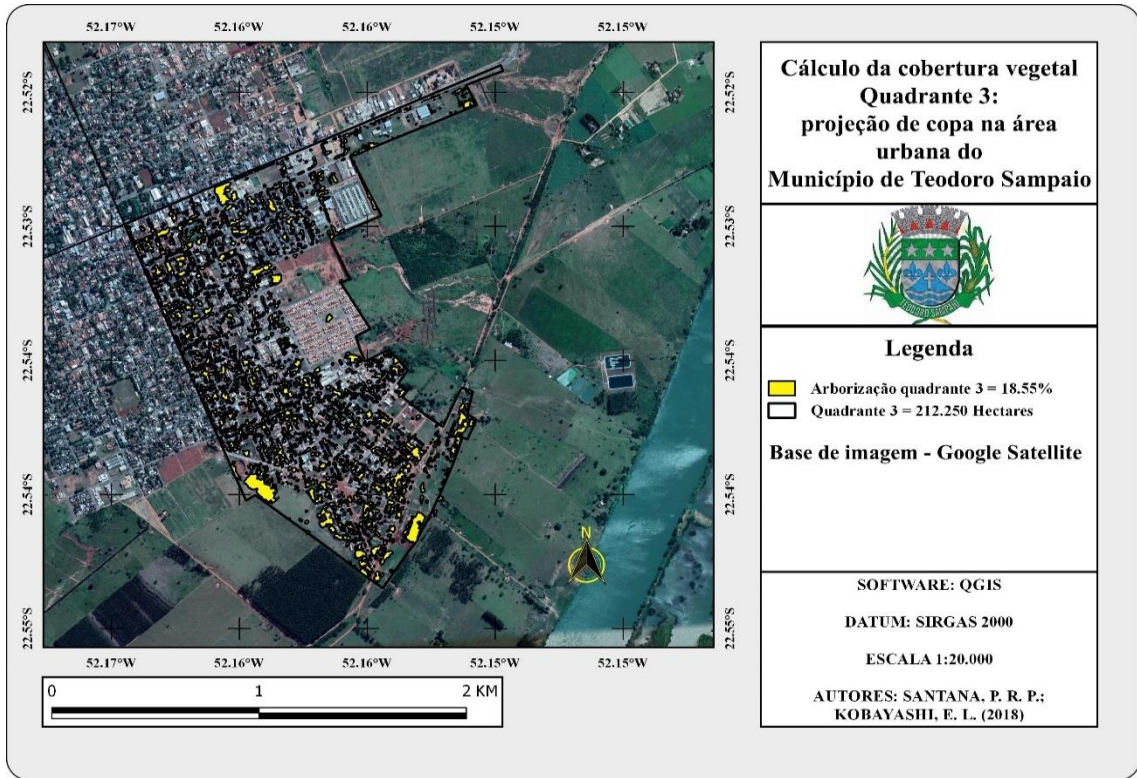 52.17°W 52.16°W 52.16°W 52.15°W 52.15°W
22.52°S 22.52°S
22.53°S 22.53°S
22.54°S 22.54°S
22.54°S 22.54°S
22.55°S 22.55°S
N
52.17°W 52.16°W 52.16°W 52.15°W 52.15°W
0 1 2 KM
Cálculo da cobertura vegetal
Quadrante 3:
projeção de copa na área
urbana do
Município de Teodoro Sampaio
TEODORO SAMPAIO
Legenda
Arborização quadrante 3 = 18.55%
Quadrante 3 = 212.250 Hectares
Base de imagem - Google Satellite
SOFTWARE: QGIS
DATUM: SIRGAS 2000
ESCALA 1:20.000
AUTORES: SANTANA, P. R. P.;
KOBAYASHI, E. L. (2018)